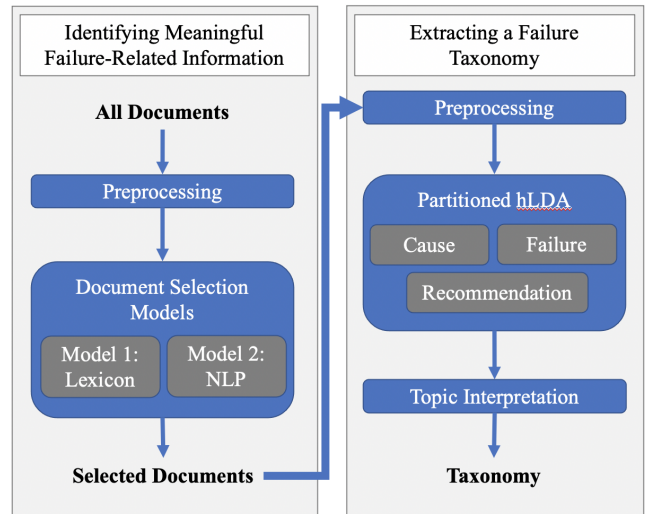 Identifying Meaningful
Failure-Related Information
All Documents
Preprocessing
Document Selection
Models
Model 1:
Lexicon
Model 2:
NLP
Selected Documents
Extracting a Failure
Taxonomy
Preprocessing
Partitioned hLDA
Cause
Failure
Recommendation
Topic Interpretation
Taxonomy